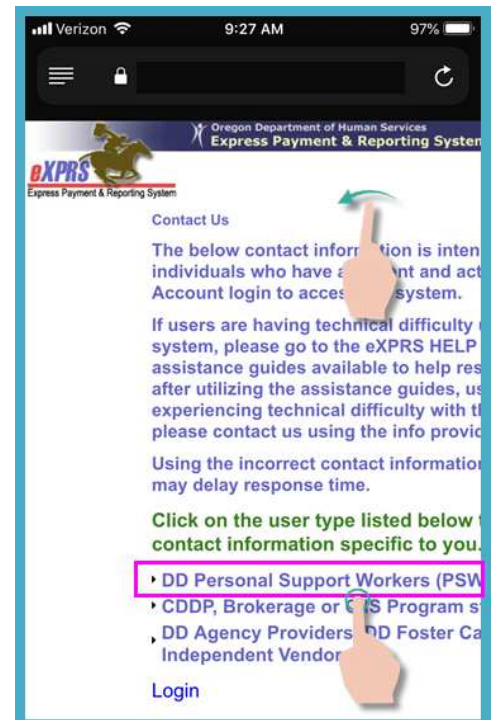 Verizon 9:27 AM 97%
Oregon Department of Human Services
Express Payment & Reporting System
eXPRS
Express Payment & Reporting System
Contact Us
The below contact is inten
individuals who have and act
Account login to system.
If users are having technical difficulty
system, please go to the eXPRS HELP
assistance guides available to help res
after utilizing the assistance guides, us
experiencing technical difficulty with
please contact us using the info provid
Using the incorrect contact information
may delay response time.
Click on the user type listed below
contact information specific to you.
DD Personal Support Workers (PSW
CDDP, Brokerage or Program
DD Agency Providers DD Foster Ca
Independent
Login